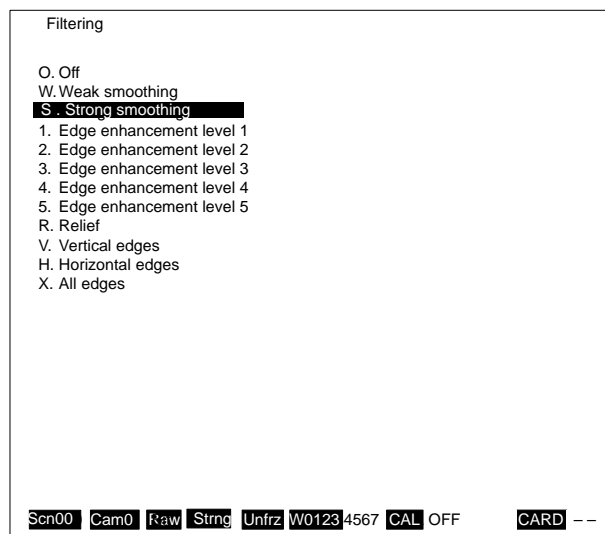 Filtering
O. Off
W. Weak smoothing
S . Strong smoothing
1. Edge enhancement level 1
2. Edge enhancement level 2
3. Edge enhancement level 3
4. Edge enhancement level 4
5. Edge enhancement level 5
R. Relief
V. Vertical edges
H. Horizontal edges
X. All edges
Scn00 Cam0 Raw Strng Unfrz W0123 4567 CAL OFF CARD – –